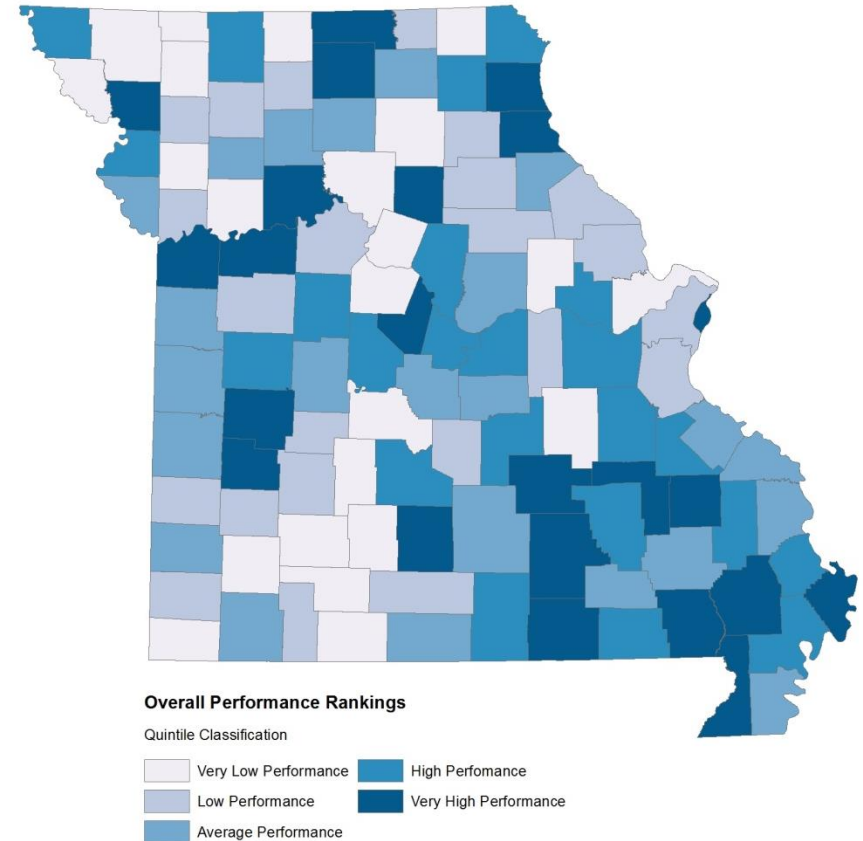 Overall Performance Rankings
Quintile Classification
Very Low Performance
High Perfomance
Low Performance
Very High Performance
Average Performance